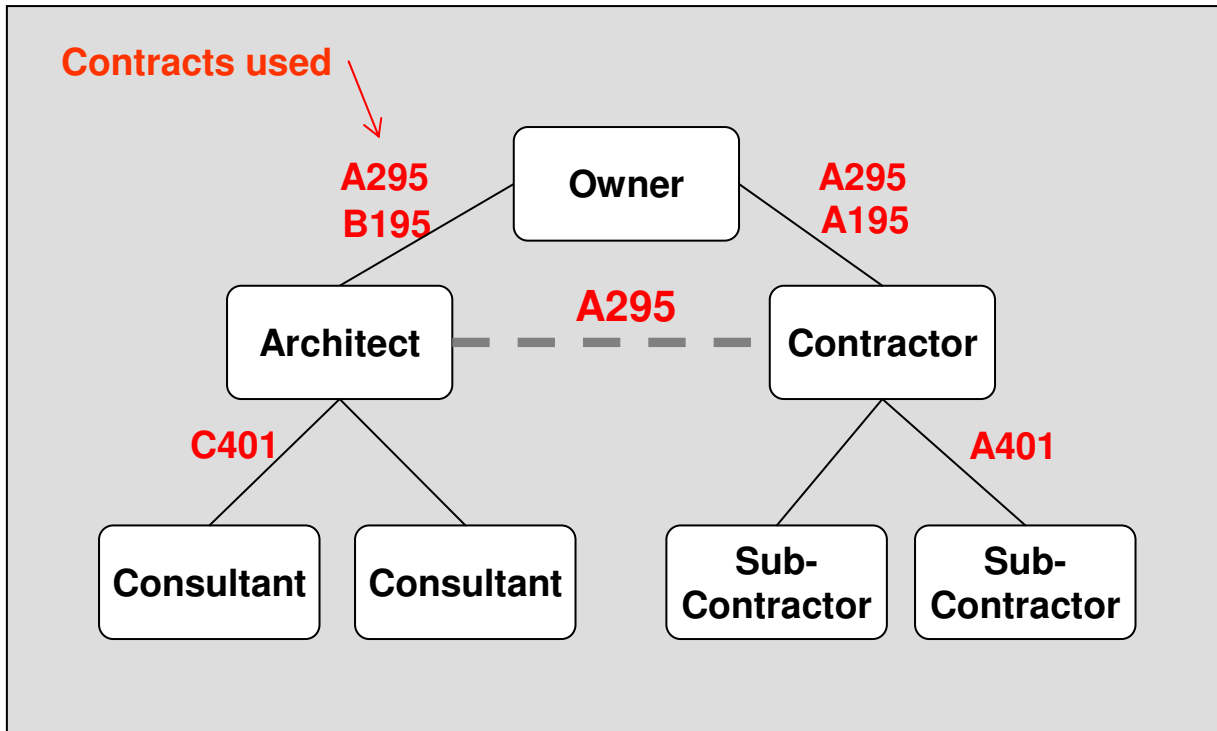 Contracts used
A295
B195
Owner
A295
A195
Architect
A295
Contractor
C401
A401
Consultant
Consultant
Sub-
Contractor
Sub-
Contractor